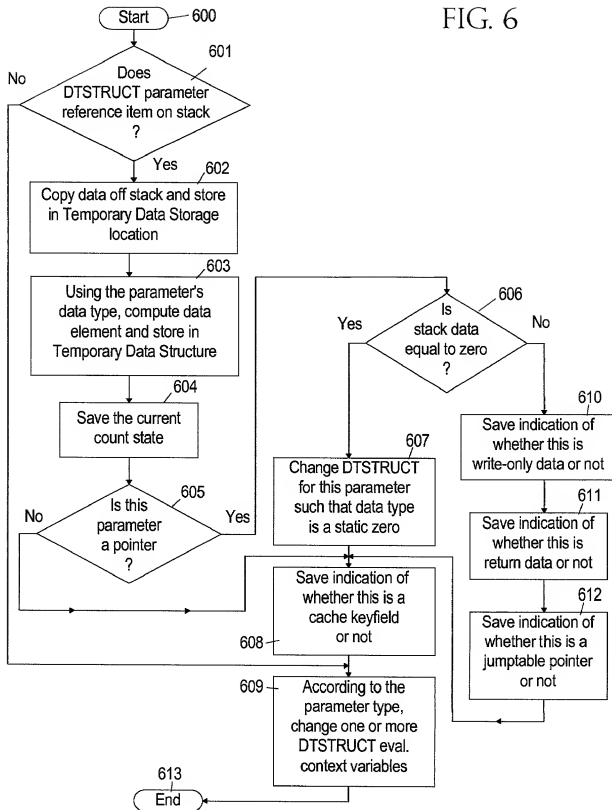 FIG. 6
Start
600
601
Does
DTSTRUCT parameter
reference item on stack
?
No
Yes
602
Copy data off stack and store
in Temporary Data Storage
location
603
Using the parameter's
data type, compute data
element and store in
Temporary Data Structure
604
Save the current
count state
605
Is this
parameter
a pointer
?
No
Yes
606
Is
stack data
equal to zero
?
Yes
No
607
Change DTSTRUCT
for this parameter
such that data type
is a static zero
610
Save indication of
whether this is
write-only data or not
611
Save indication of
whether this is
return data or not
612
Save indication of
whether this is a
jumptable pointer
or not
Save indication of
whether this is a
cache keyfield
or not
608
609
According to the
parameter type,
change one or more
DTSTRUCT eval.
context variables
613
End